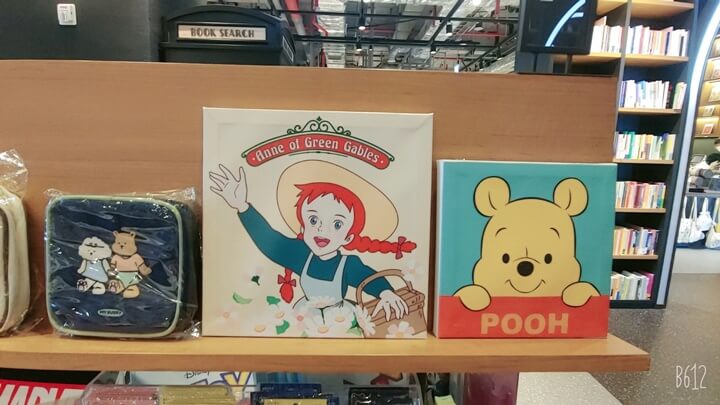 BOOK SEARCH
Anne of Green Gables
POOH
B612